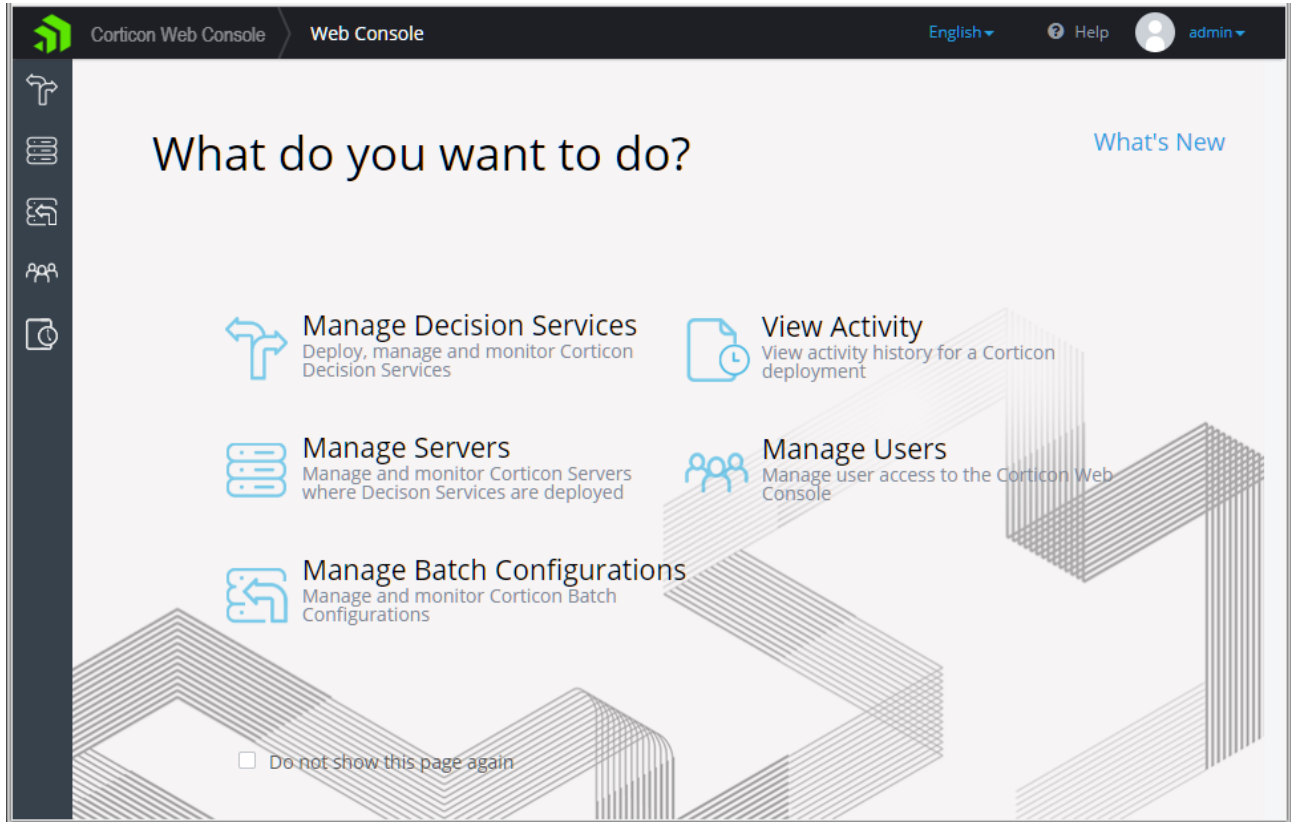 Corticon Web Console
Web Console
English
Help
admin
What do you want to do?
What's New
Manage Decision Services
Deploy, manage and monitor Corticon
Decision Services
View Activity
View activity history for a Corticon
deployment
Manage Servers
Manage and monitor Corticon Servers
where Decison Services are deployed
Manage Users
Manage user access to the Corticon Web
Console
Manage Batch Configurations
Manage and monitor Corticon Batch
Configurations
Do not show this page again